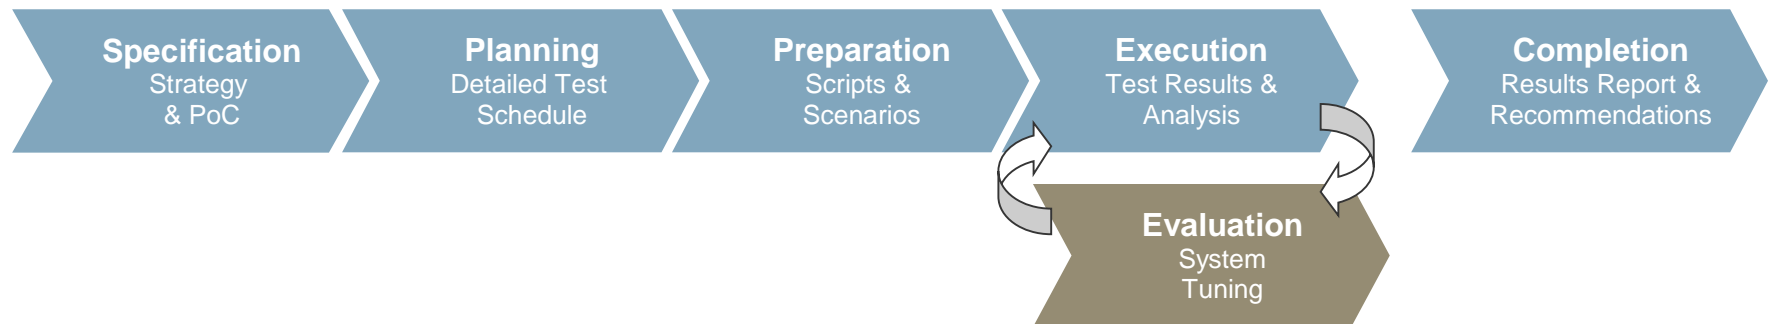 Specification
Strategy
& PoC
Planning
Detailed Test
Schedule
Preparation
Scripts &
Scenarios
Execution
Test Results &
Analysis
Completion
Results Report &
Recommendations
Evaluation
System
Tuning